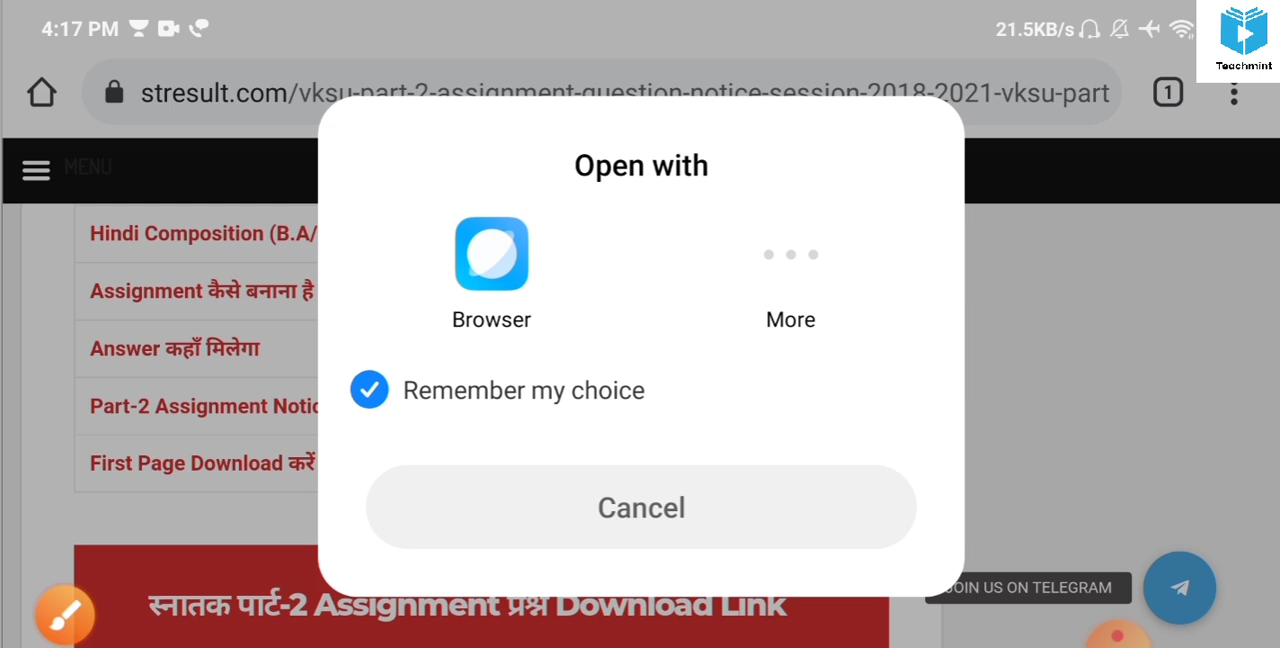 4:17 PM
21.5KB/s
Teachmint
stresult.com/vksu-part-2-assignment-question-notice-session-2018-2021-vksu-part
1
MENU
Open with
Hindi Composition (B.A/
Browser
More
Assignment कैसे बनाना है
Answer कहाँ मिलेगा
Remember my choice
Part-2 Assignment Notic
First Page Download करें
Cancel
JOIN US ON TELEGRAM
स्नातक पार्ट-2 Assignment प्रश्न Download Link